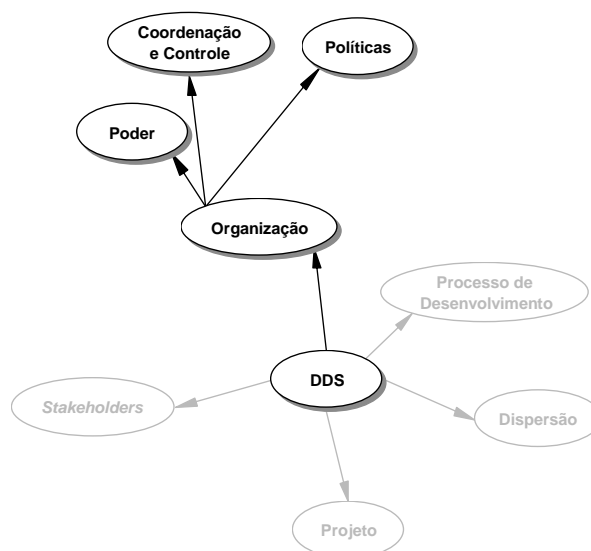 Coordenação
e Controle
Políticas
Poder
Organização
Processo de
Desenvolvimento
DDS
Stakeholders
Dispersão
Projeto